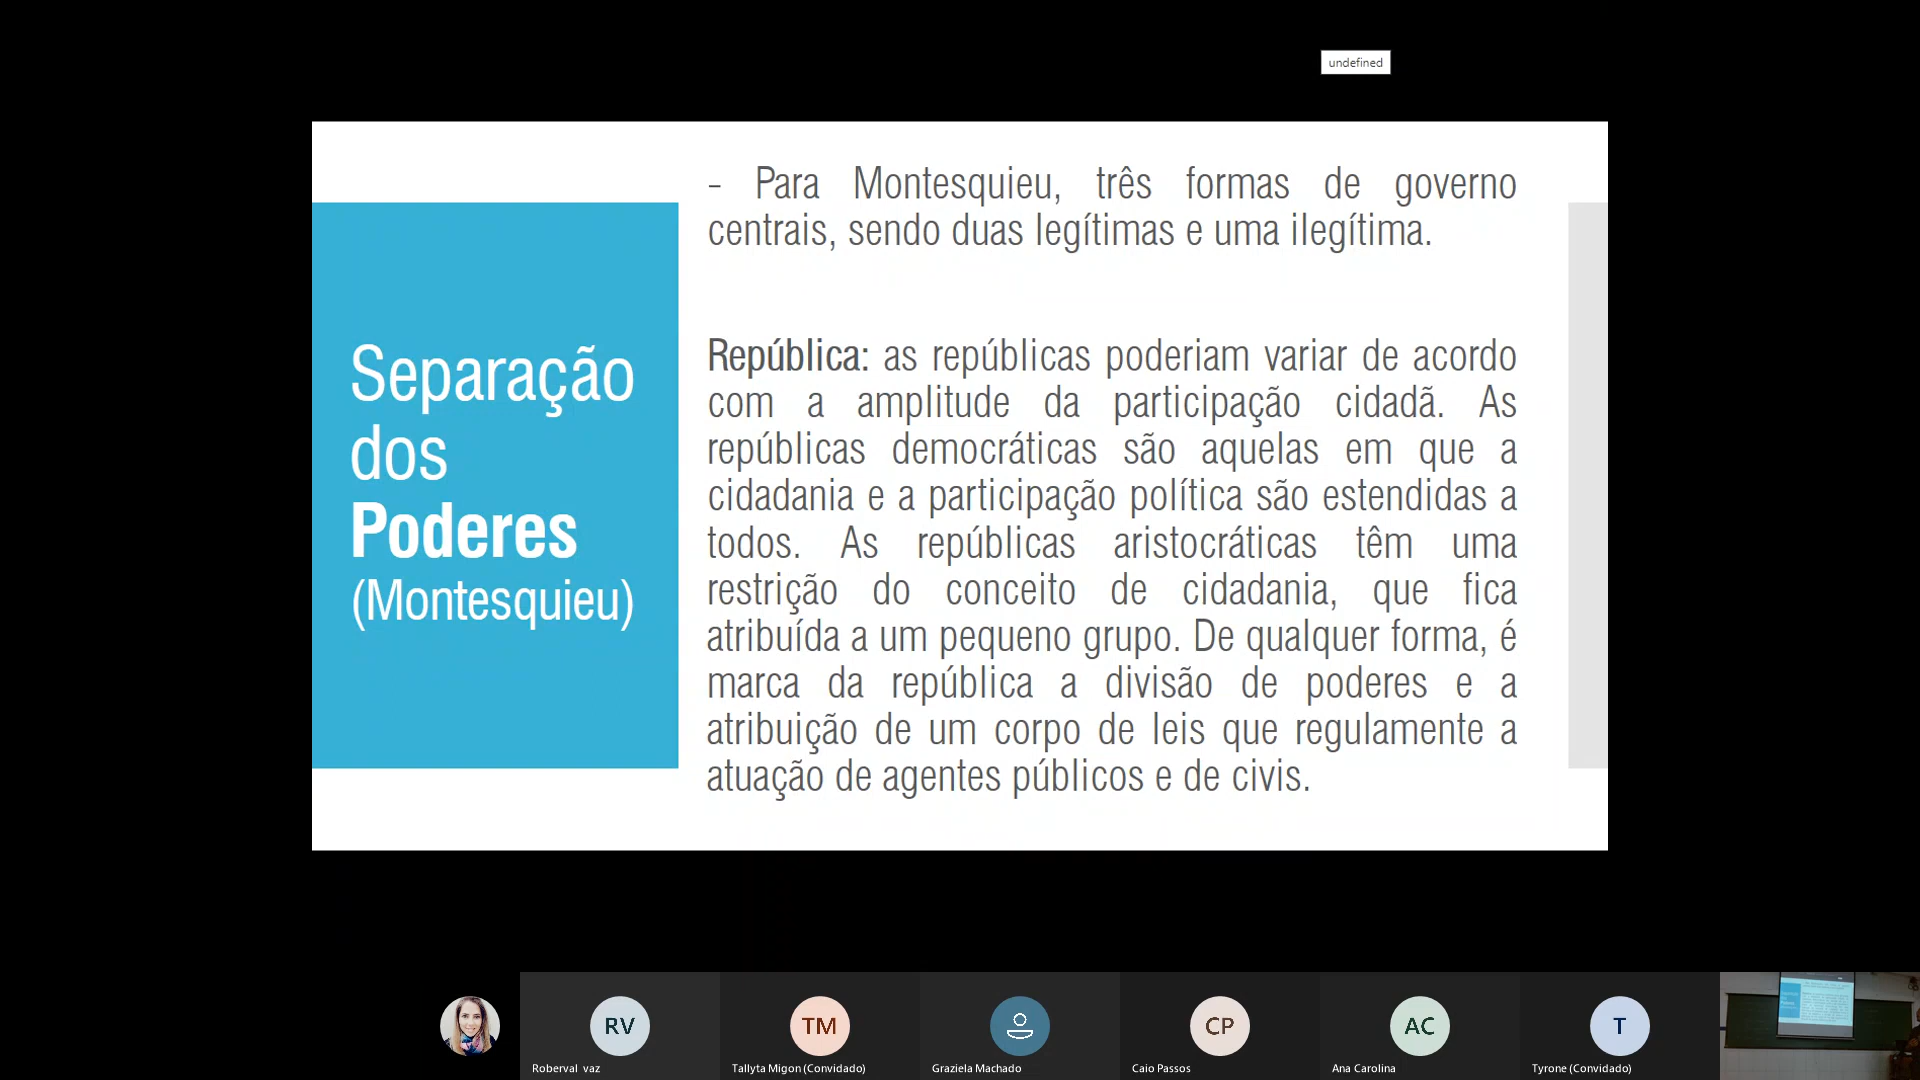 undefined
Separação
dos
Poderes
(Montesquieu)
- Para Montesquieu, três formas de governo
centrais, sendo duas legítimas e uma ilegítima.
República: as repúblicas poderiam variar de acordo
com a amplitude da participação cidadã. As
repúblicas democráticas são aquelas em que a
cidadania e a participação política são estendidas a
todos. As repúblicas aristocráticas têm uma
restrição do conceito de cidadania, que fica
atribuída a um pequeno grupo. De qualquer forma, é
marca da república a divisão de poderes e a
atribuição de um corpo de leis que regulamente a
atuação de agentes públicos e de civis.
RV
TM
CP
AC
T
Roberval vaz
Tallyta Migon (Convidado)
Graziela Machado
Caio Passos
Ana Carolina
Tyrone (Convidado)